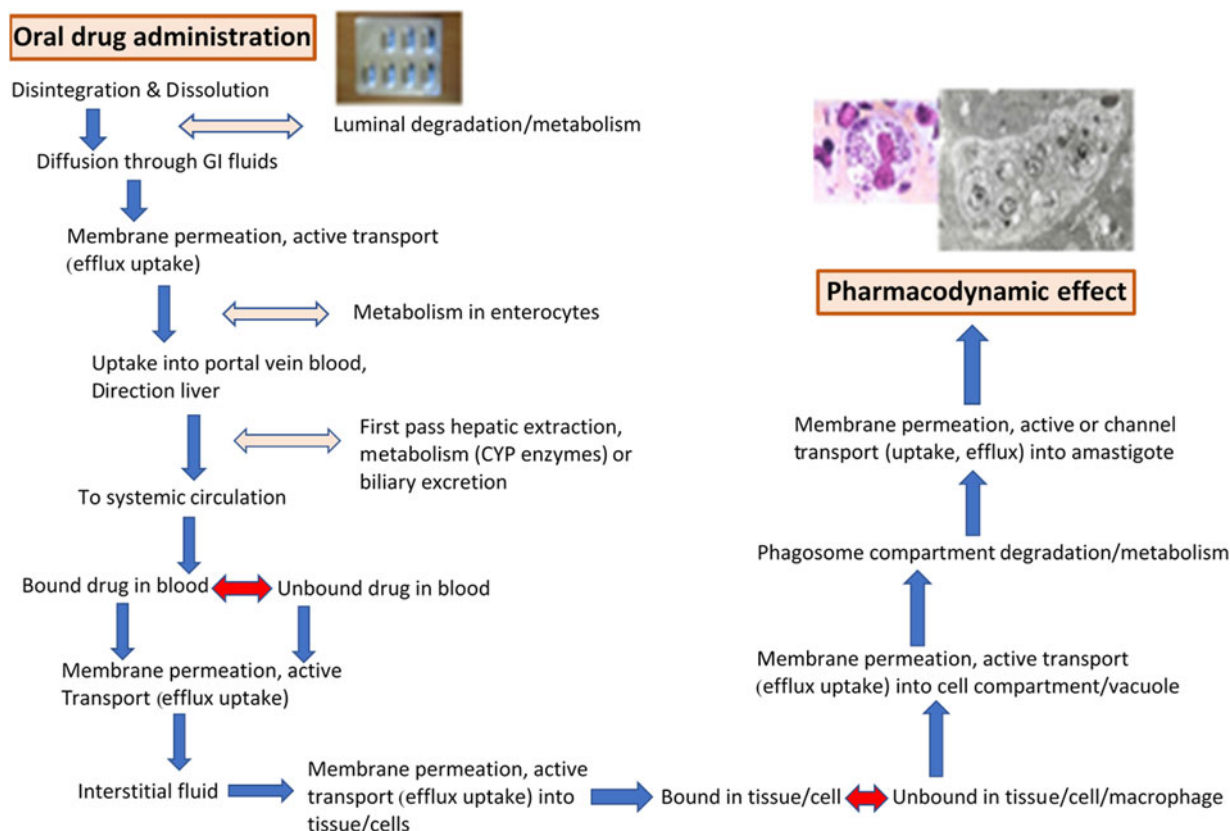 Oral drug administration
Disintegration & Dissolution
Luminal degradation/metabolism
Diffusion through GI fluids
Membrane permeation, active transport
(efflux uptake)
Metabolism in enterocytes
Uptake into portal vein blood,
Direction liver
First pass hepatic extraction,
metabolism (CYP enzymes) or
biliary excretion
To systemic circulation
Bound drug in blood
Unbound drug in blood
Membrane permeation, active
Transport (efflux uptake)
Interstitial fluid
Membrane permeation, active
transport (efflux uptake) into
tissue/cells
Bound in tissue/cell
Unbound in tissue/cell/macrophage
Membrane permeation, active transport
(efflux uptake) into cell compartment/vacuole
Phagosome compartment degradation/metabolism
Membrane permeation, active or channel
transport (uptake, efflux) into amastigote
Pharmacodynamic effect